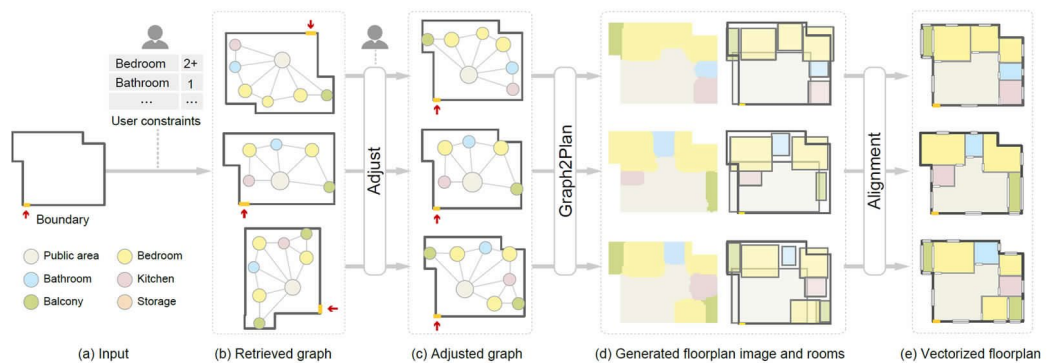 Bedroom 2+
Bathroom 1
... ...
User constraints
Boundary
Public area
Bedroom
Bathroom
Kitchen
Balcony
Storage
Adjust
Graph2Plan
Alignment
(a) Input
(b) Retrieved graph
(c) Adjusted graph
(d) Generated floorplan image and rooms
(e) Vectorized floorplan